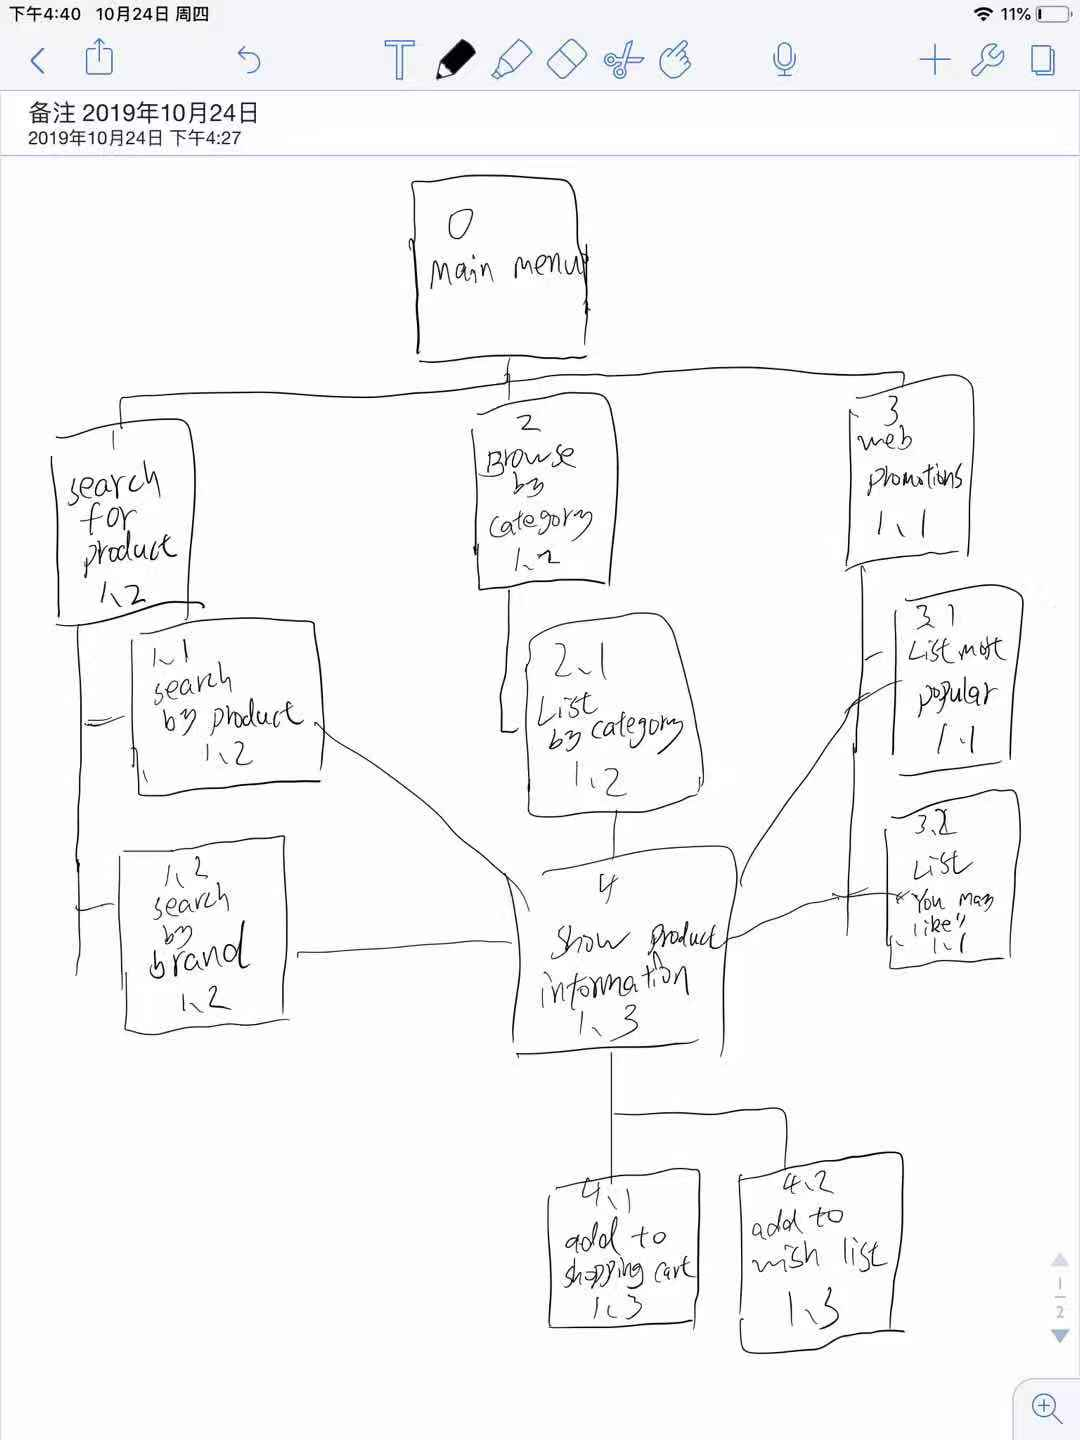 下午4:40 10月24日 周四
11%
备注 2019年10月24日
2019年10月24日 下午4:27
0
Main menu
1
search
for
product
1、2
2
Browse
by
category
1、2
3
web
promotions
1、1
1、1
search
by product
1、2
2、1
List
by category
1、2
3、1
List most
popular
1、1
1、2
search
by
brand
1、2
4
show product
information
1、3
3.2
List
"You may
like"
1、1
4、1
add to
shopping cart
1、3
4、2
add to
wish list
1、3
1
2